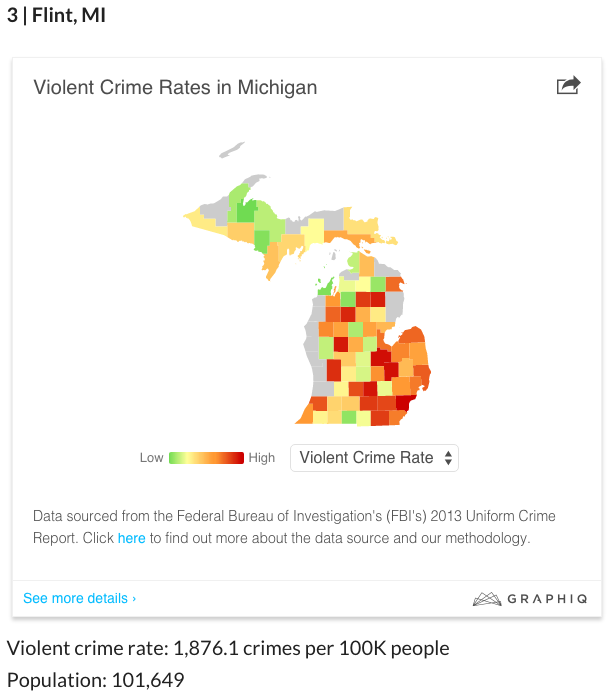 3 | Flint, MI
Violent Crime Rates in Michigan
Low
High
Violent Crime Rate
Data sourced from the Federal Bureau of Investigation's (FBI's) 2013 Uniform Crime
Report. Click here to find out more about the data source and our methodology.
See more details ›
GRAPHIQ
Violent crime rate: 1,876.1 crimes per 100K people
Population: 101,649